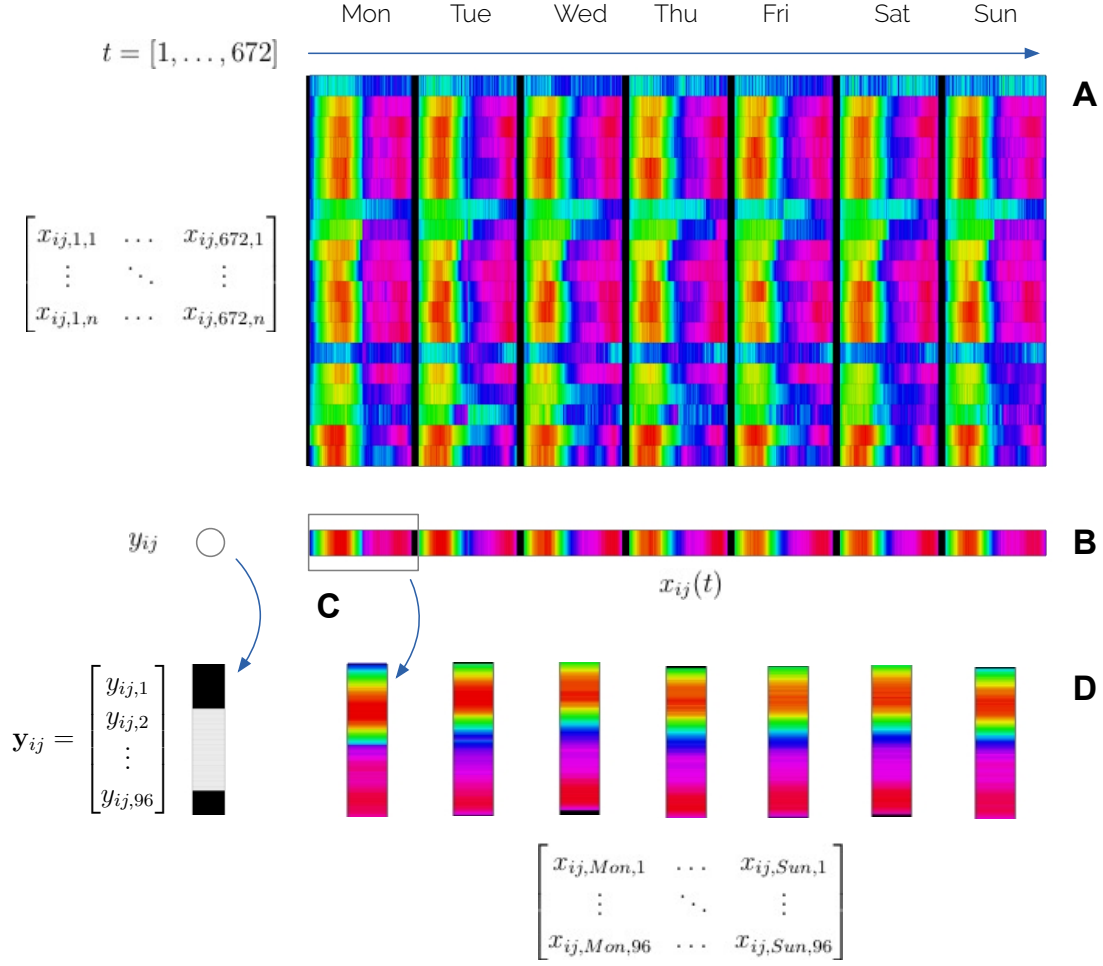 Mon Tue Wed Thu Fri Sat Sun
t = [1, . . . , 672]
A
x_{ij,1,1} . . . x_{ij,672,1}
⋮ ⋱ ⋮
x_{ij,1,n} . . . x_{ij,672,n}
y_{ij}
B
x_{ij}(t)
C
D
y_{ij,1}
y_{ij,2}
𝐲_{ij} =
⋮
y_{ij,96}
x_{ij,Mon,1} . . . x_{ij,Sun,1}
⋮ ⋱ ⋮
x_{ij,Mon,96} . . . x_{ij,Sun,96}